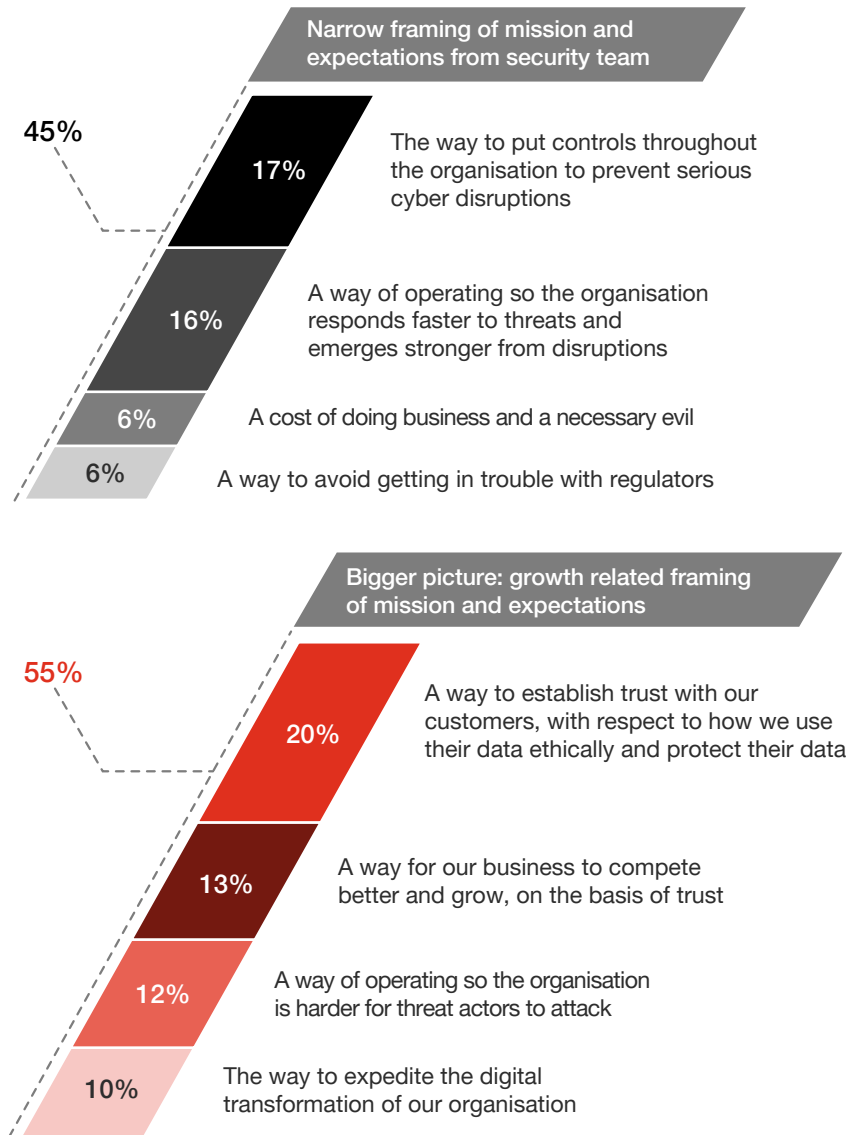 Narrow framing of mission and
expectations from security team
45%
17%
The way to put controls throughout
the organisation to prevent serious
cyber disruptions
16%
A way of operating so the organisation
responds faster to threats and
emerges stronger from disruptions
6%
A cost of doing business and a necessary evil
6%
A way to avoid getting in trouble with regulators
Bigger picture: growth related framing
of mission and expectations
55%
20%
A way to establish trust with our
customers, with respect to how we use
their data ethically and protect their data
13%
A way for our business to compete
better and grow, on the basis of trust
12%
A way of operating so the organisation
is harder for threat actors to attack
10%
The way to expedite the digital
transformation of our organisation